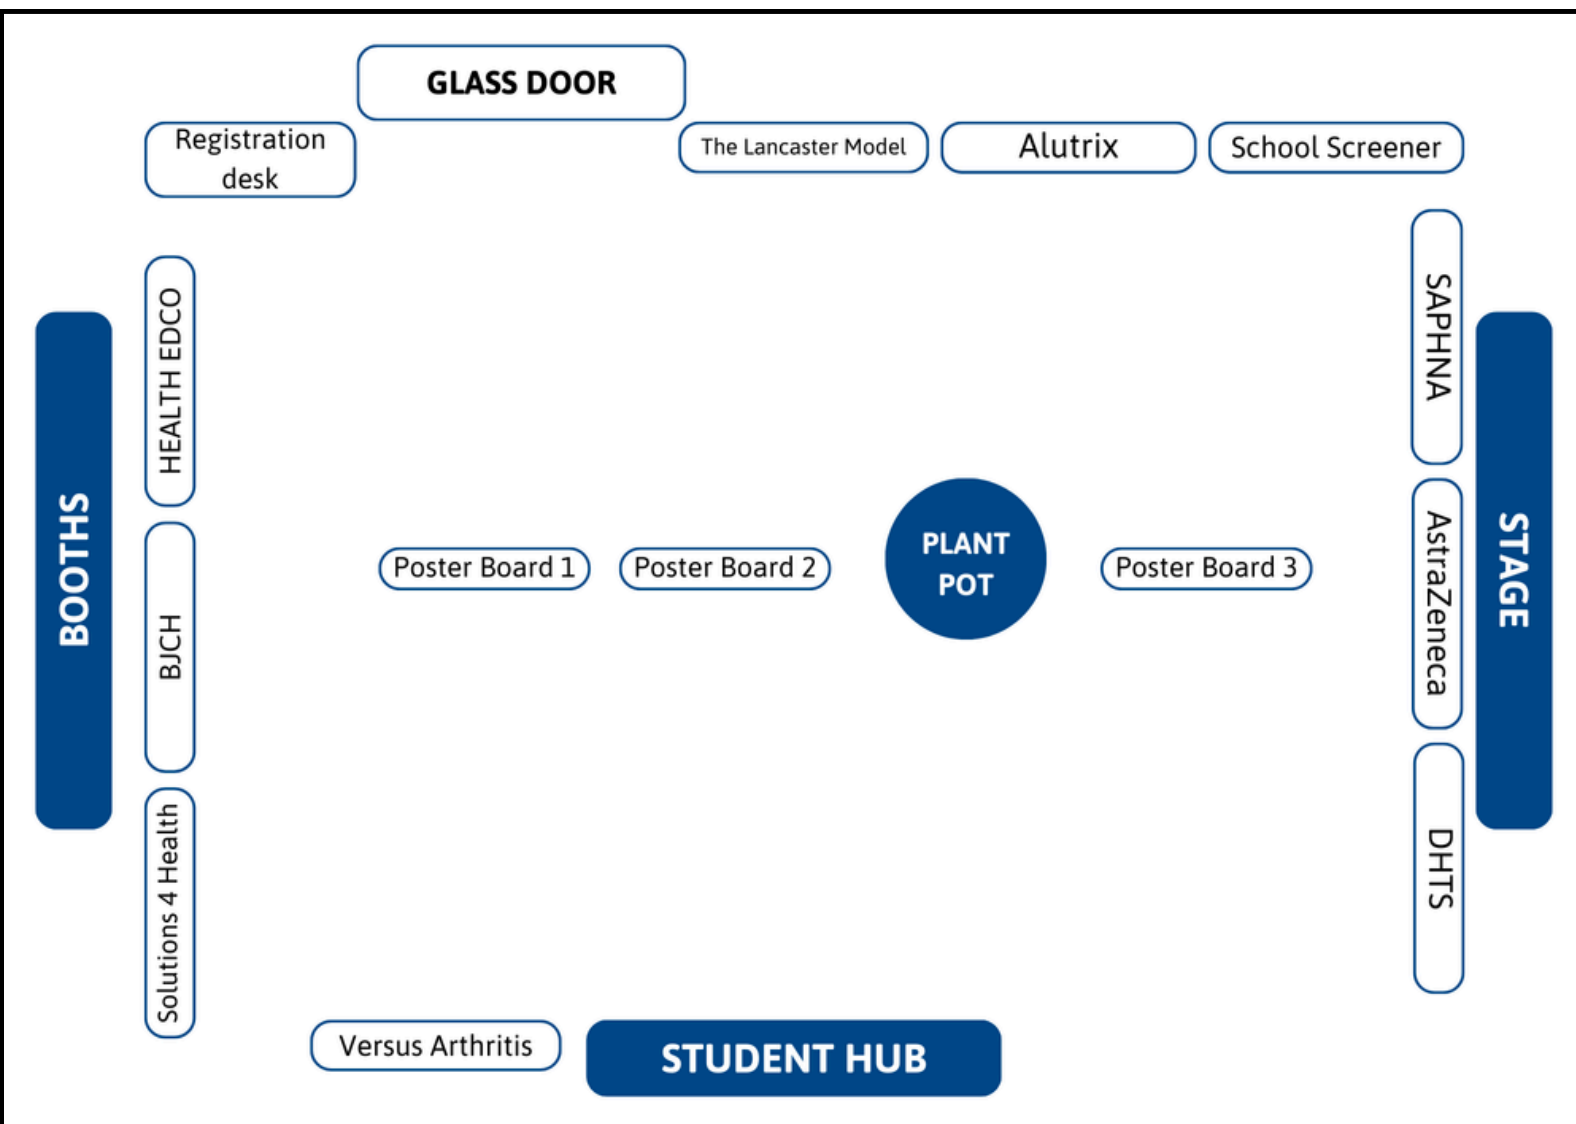 GLASS DOOR
Registration
desk
The Lancaster Model
Alutrix
School Screener
HEALTH EDCO
SAPHNA
BOOTHS
BJCH
Poster Board 1
Poster Board 2
PLANT
POT
Poster Board 3
AstraZeneca
STAGE
Solutions 4 Health
DHTS
Versus Arthritis
STUDENT HUB